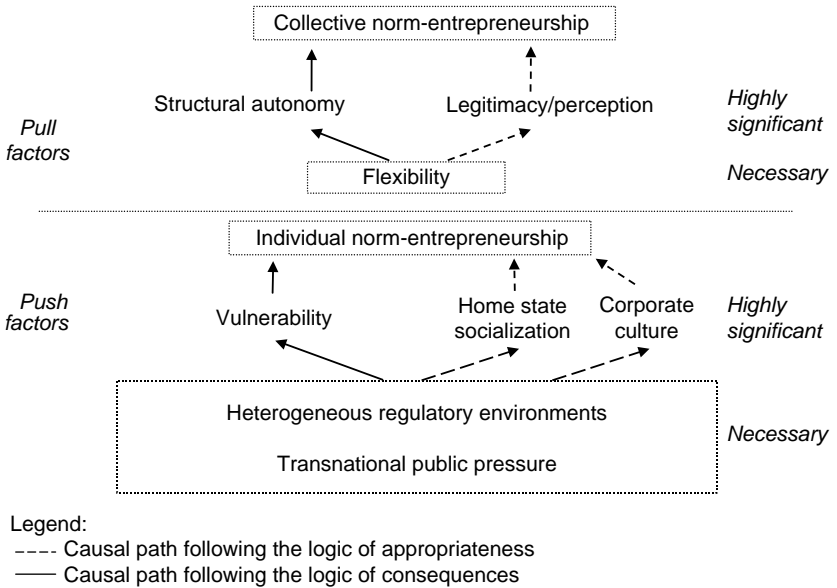 Collective norm-entrepreneurship
Structural autonomy
Legitimacy/perception
Highly
significant
Pull
factors
Flexibility
Necessary
Individual norm-entrepreneurship
Push
factors
Vulnerability
Home state
socialization
Corporate
culture
Highly
significant
Heterogeneous regulatory environments
Transnational public pressure
Necessary
Legend:
Causal path following the logic of appropriateness
Causal path following the logic of consequences